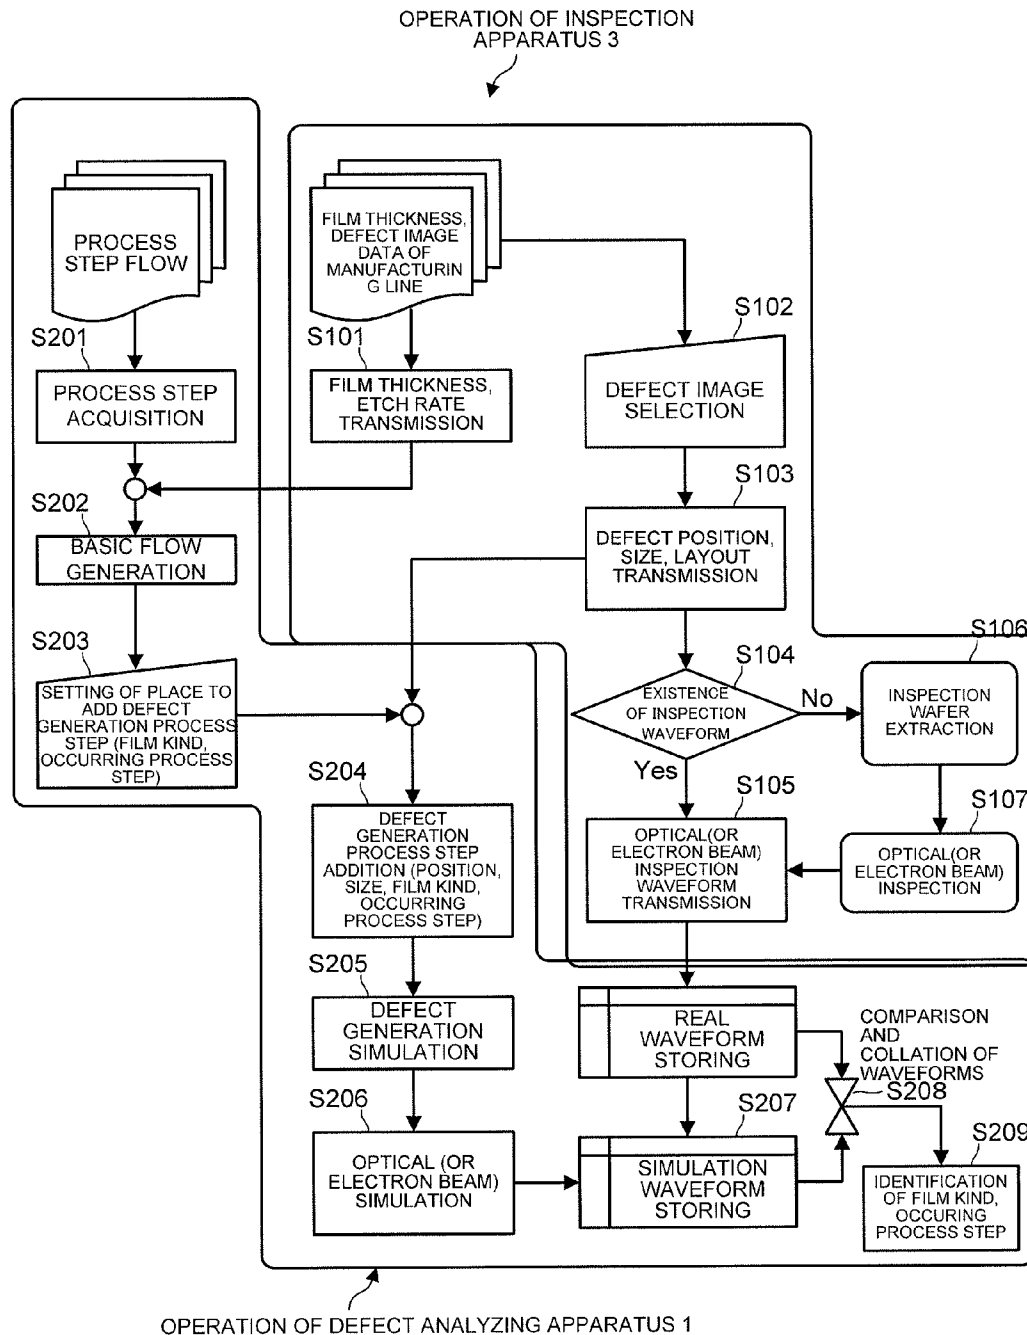 OPERATION OF INSPECTION
APPARATUS 3
PROCESS
STEP FLOW
FILM THICKNESS,
DEFECT IMAGE
DATA OF
MANUFACTURIN
G LINE
S201
PROCESS STEP
ACQUISITION
S101
FILM THICKNESS,
ETCH RATE
TRANSMISSION
S102
DEFECT IMAGE
SELECTION
S202
BASIC FLOW
GENERATION
S103
DEFECT POSITION,
SIZE, LAYOUT
TRANSMISSION
S203
SETTING OF PLACE TO
ADD DEFECT
GENERATION PROCESS
STEP (FILM KIND,
OCCURRING PROCESS
STEP)
S104
EXISTENCE
OF INSPECTION
WAVEFORM
No
Yes
S106
INSPECTION
WAFER
EXTRACTION
S204
DEFECT
GENERATION
PROCESS STEP
ADDITION (POSITION,
SIZE, FILM KIND,
OCCURRING
PROCESS STEP)
S105
OPTICAL(OR
ELECTRON BEAM)
INSPECTION
WAVEFORM
TRANSMISSION
S107
OPTICAL(OR
ELECTRON BEAM)
INSPECTION
S205
DEFECT
GENERATION
SIMULATION
REAL
WAVEFORM
STORING
COMPARISON
AND
COLLATION OF
WAVEFORMS
S208
S206
OPTICAL (OR
ELECTRON BEAM)
SIMULATION
S207
SIMULATION
WAVEFORM
STORING
S209
IDENTIFICATION
OF FILM KIND,
OCCURING
PROCESS STEP
OPERATION OF DEFECT ANALYZING APPARATUS 1